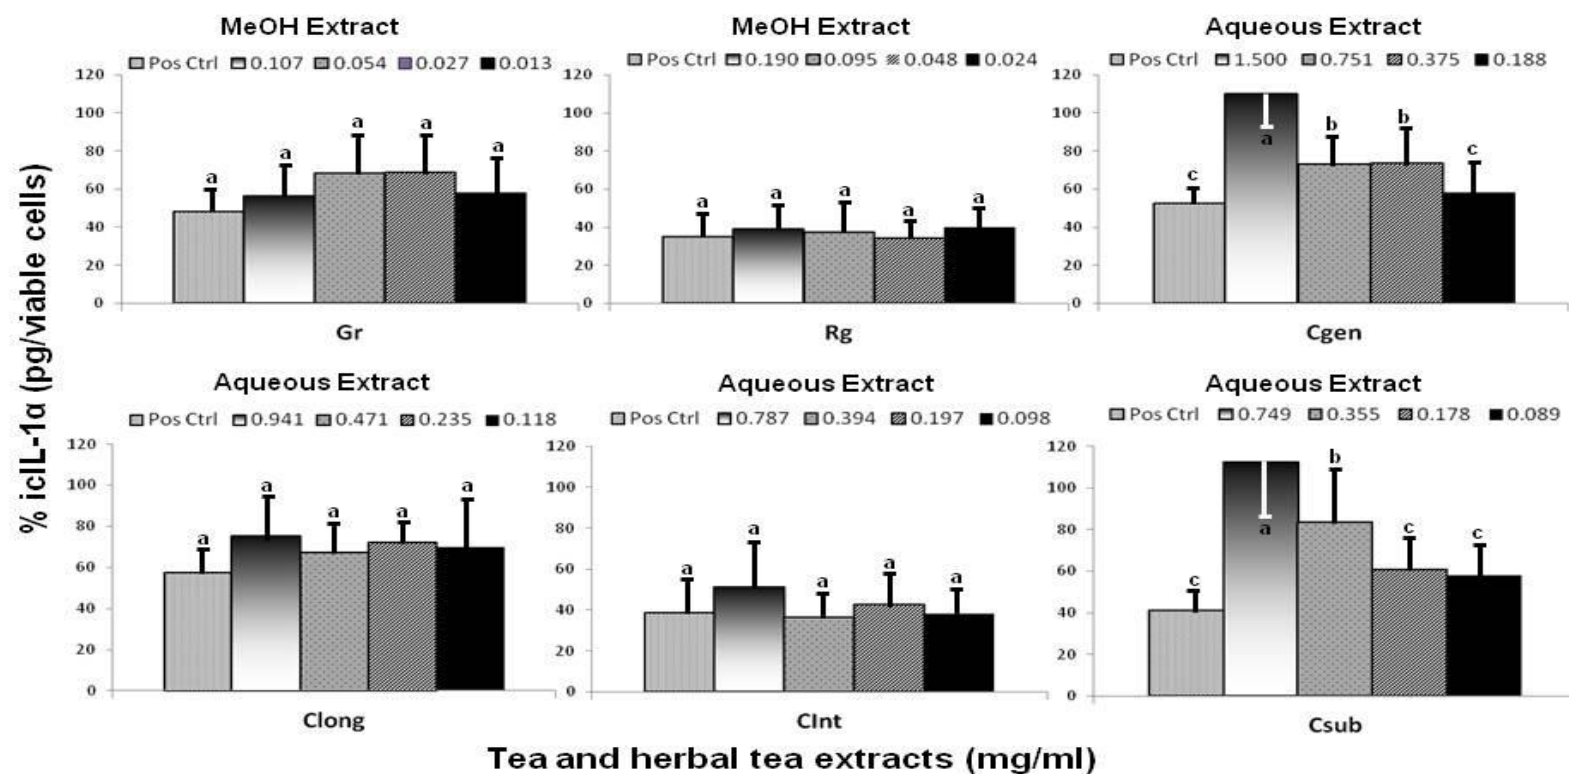 MeOH Extract
Pos Ctrl 0.107 0.054 0.027 0.013
120
100
80
60
40
20
0
a
a
a
a
a
Gr
MeOH Extract
Pos Ctrl 0.190 0.095 0.048 0.024
120
100
80
60
40
20
0
a
a
a
a
a
Rg
Aqueous Extract
Pos Ctrl 1.500 0.751 0.375 0.188
120
100
80
60
40
20
0
c
a
b
b
c
Cgen
% icIL-1α (pg/viable cells)
Aqueous Extract
Pos Ctrl 0.941 0.471 0.235 0.118
120
100
80
60
40
20
0
a
a
a
a
a
Clong
Aqueous Extract
Pos Ctrl 0.787 0.394 0.197 0.098
120
100
80
60
40
20
0
a
a
a
a
a
CInt
Aqueous Extract
Pos Ctrl 0.749 0.355 0.178 0.089
120
100
80
60
40
20
0
c
a
b
c
c
Csub
Tea and herbal tea extracts (mg/ml)